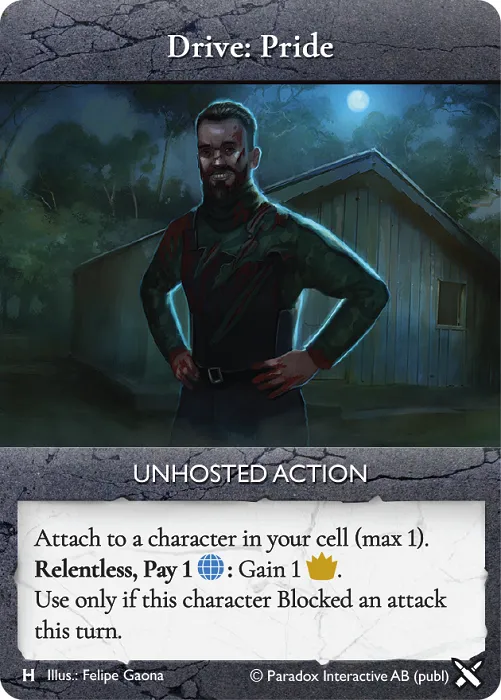 Drive: Pride
UNHOSTED ACTION
Attach to a character in your cell (max 1).
Relentless, Pay 1 : Gain 1 .
Use only if this character Blocked an attack
this turn.
H Illus.: Felipe Gaona © Paradox Interactive AB (publ)